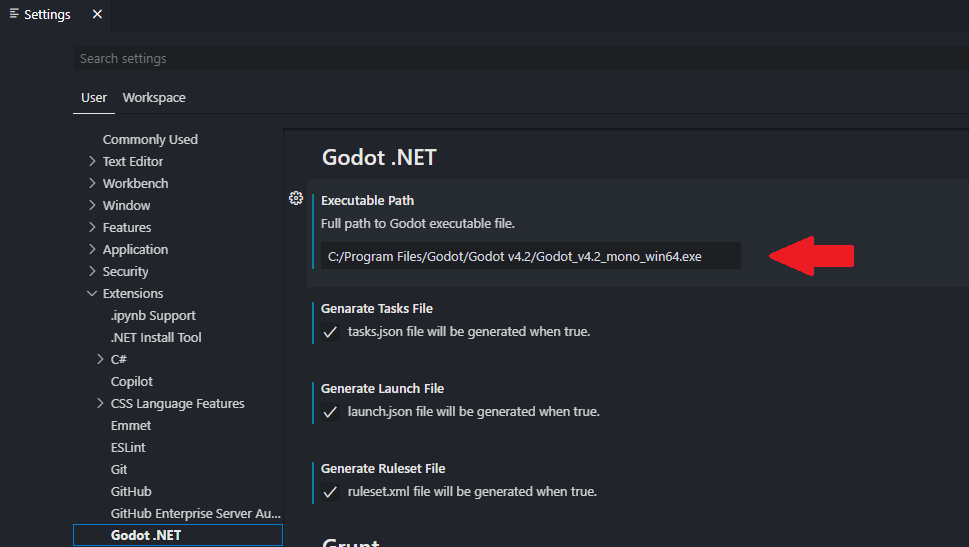 Settings
Search settings
User Workspace
Commonly Used
Text Editor
Workbench
Window
Features
Application
Security
Extensions
.ipynb Support
.NET Install Tool
C#
Copilot
CSS Language Features
Emmet
ESLint
Git
GitHub
GitHub Enterprise Server Au...
Godot .NET
Godot .NET
Executable Path
Full path to Godot executable file.
C:/Program Files/Godot/Godot v4.2/Godot_v4.2_mono_win64.exe
Genarate Tasks File
tasks.json file will be generated when true.
Generate Launch File
launch.json file will be generated when true.
Generate Ruleset File
ruleset.xml file will be generated when true.
Grunt